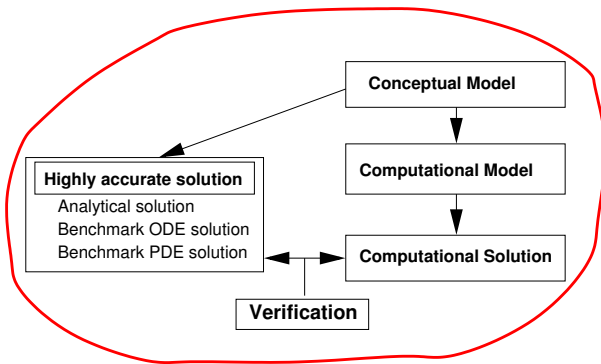 Conceptual Model
Computational Model
Highly accurate solution
Analytical solution
Benchmark ODE solution
Benchmark PDE solution
Computational Solution
Verification